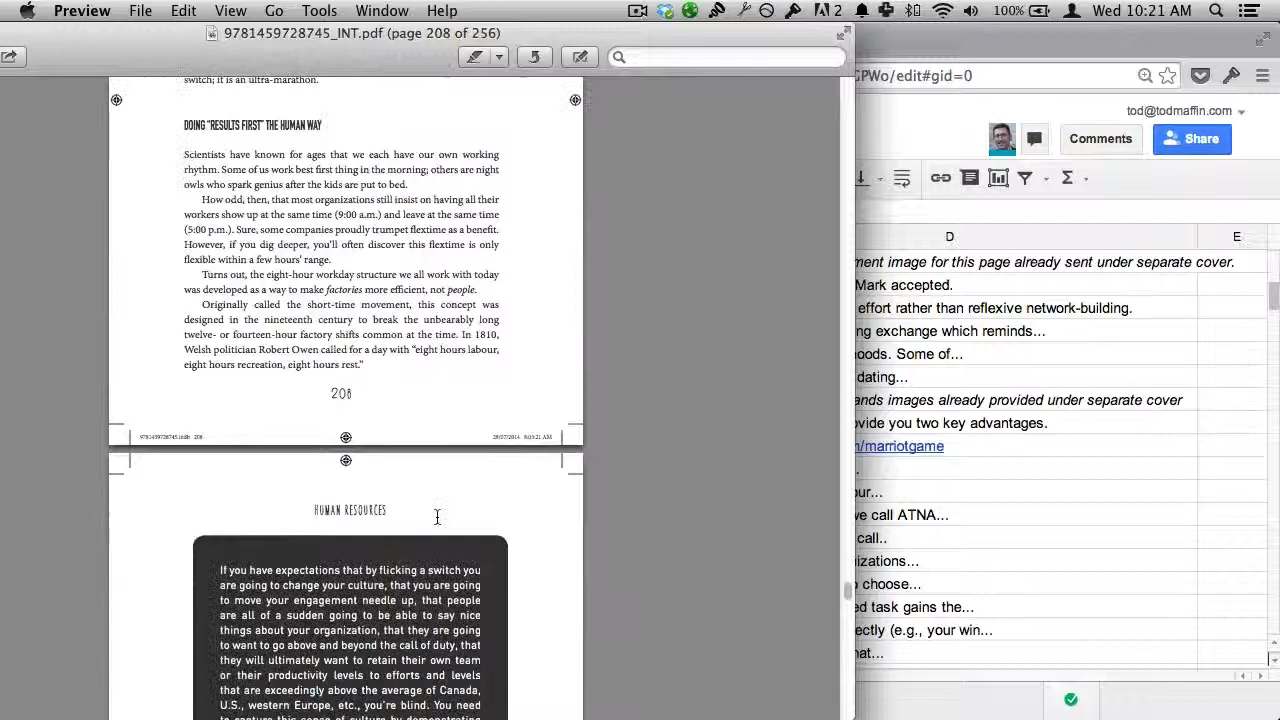 Preview File Edit View Go Tools Window Help
2 100% Wed 10:21 AM
9781459728745_INT.pdf (page 208 of 256)
switch; it is an ultra-marathon.
DOING “RESULTS FIRST” THE HUMAN WAY
Scientists have known for ages that we each have our own working
rhythm. Some of us work best first thing in the morning; others are night
owls who spark genius after the kids are put to bed.
How odd, then, that most organizations still insist on having all their
workers show up at the same time (9:00 a.m.) and leave at the same time
(5:00 p.m.). Sure, some companies proudly trumpet flextime as a benefit.
However, if you dig deeper, you’ll often discover this flextime is only
flexible within a few hours’ range.
Turns out, the eight-hour workday structure we all work with today
was developed as a way to make factories more efficient, not people.
Originally called the short-time movement, this concept was
designed in the nineteenth century to break the unbearably long
twelve- or fourteen-hour factory shifts common at the time. In 1810,
Welsh politician Robert Owen called for a day with “eight hours labour,
eight hours recreation, eight hours rest.”
208
HUMAN RESOURCES
If you have expectations that by flicking a switch you
are going to change your culture, that you are going
to move your engagement needle up, that people
are all of a sudden going to be able to say nice
things about your organization, that they are going
to want to go above and beyond the call of duty, that
they will ultimately want to retain their own team
or their productivity levels to efforts and levels
that are exceedingly above the average of Canada,
U.S., western Europe, etc., you’re blind. You need
to capture this sense of culture by demonstrating
GPWo/edit#gid=0
tod@todmaffin.com
Comments
Share
D E
ment image for this page already sent under separate cover.
Mark accepted.
effort rather than reflexive network-building.
ng exchange which reminds...
oods. Some of...
dating...
ands images already provided under separate cover
ovide you two key advantages.
n/marriotgame
.
our...
we call ATNA...
call..
izations...
o choose...
ed task gains the...
ectly (e.g., your win...
hat...